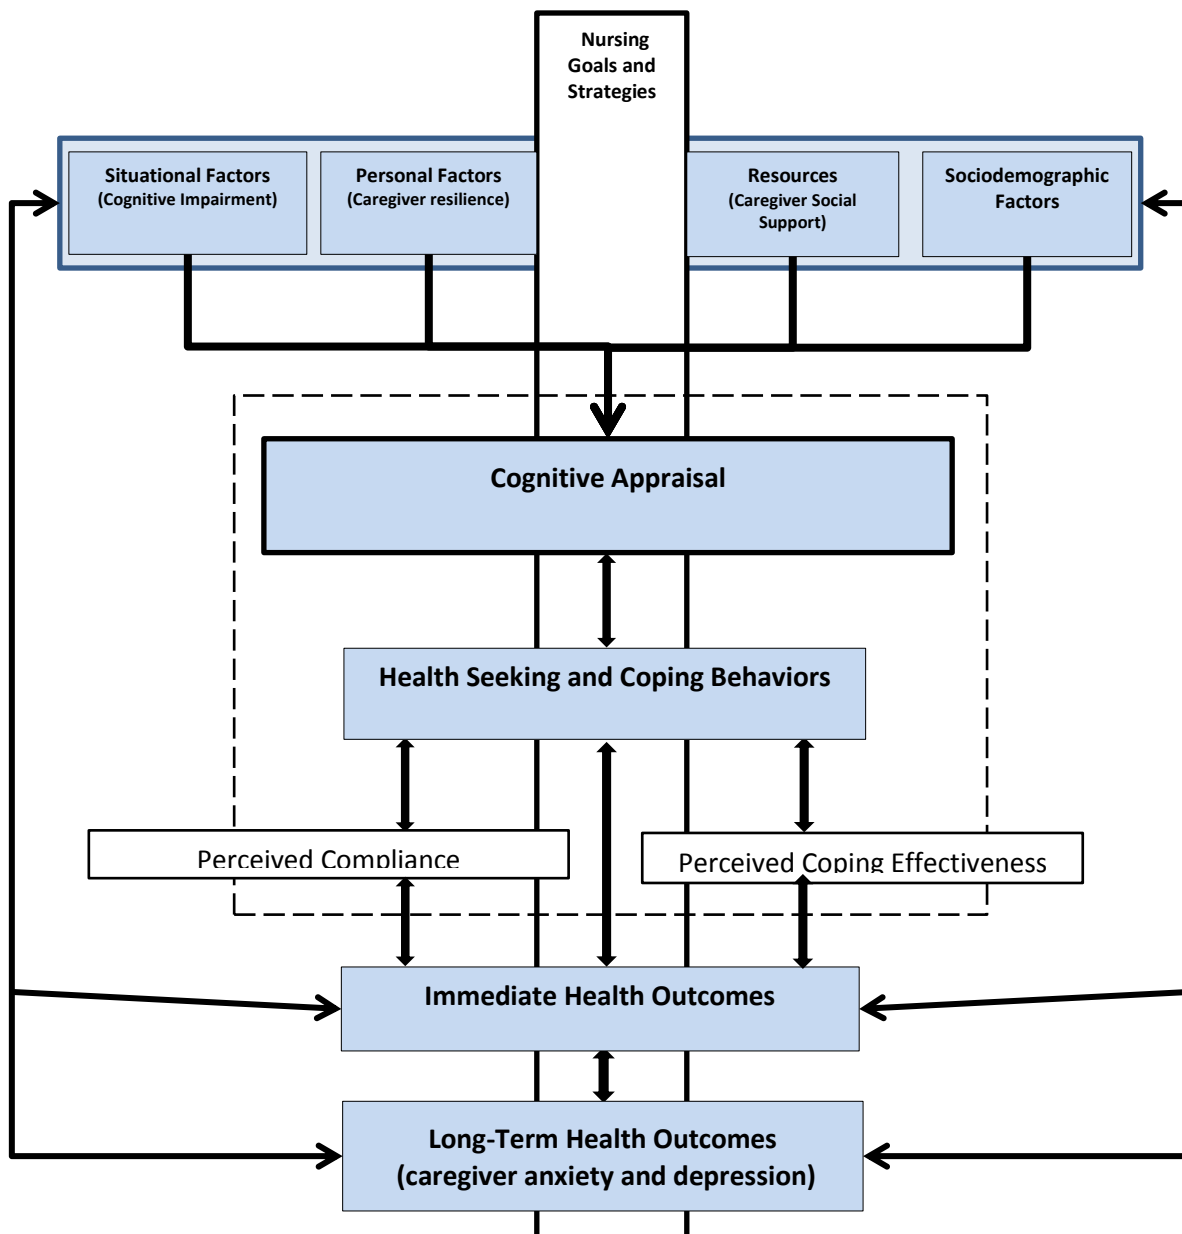 Nursing
Goals and
Strategies
Situational Factors
(Cognitive Impairment)
Personal Factors
(Caregiver resilience)
Resources
(Caregiver Social
Support)
Sociodemographic
Factors
Cognitive Appraisal
Health Seeking and Coping Behaviors
Perceived Compliance
Perceived Coping Effectiveness
Immediate Health Outcomes
Long-Term Health Outcomes
(caregiver anxiety and depression)